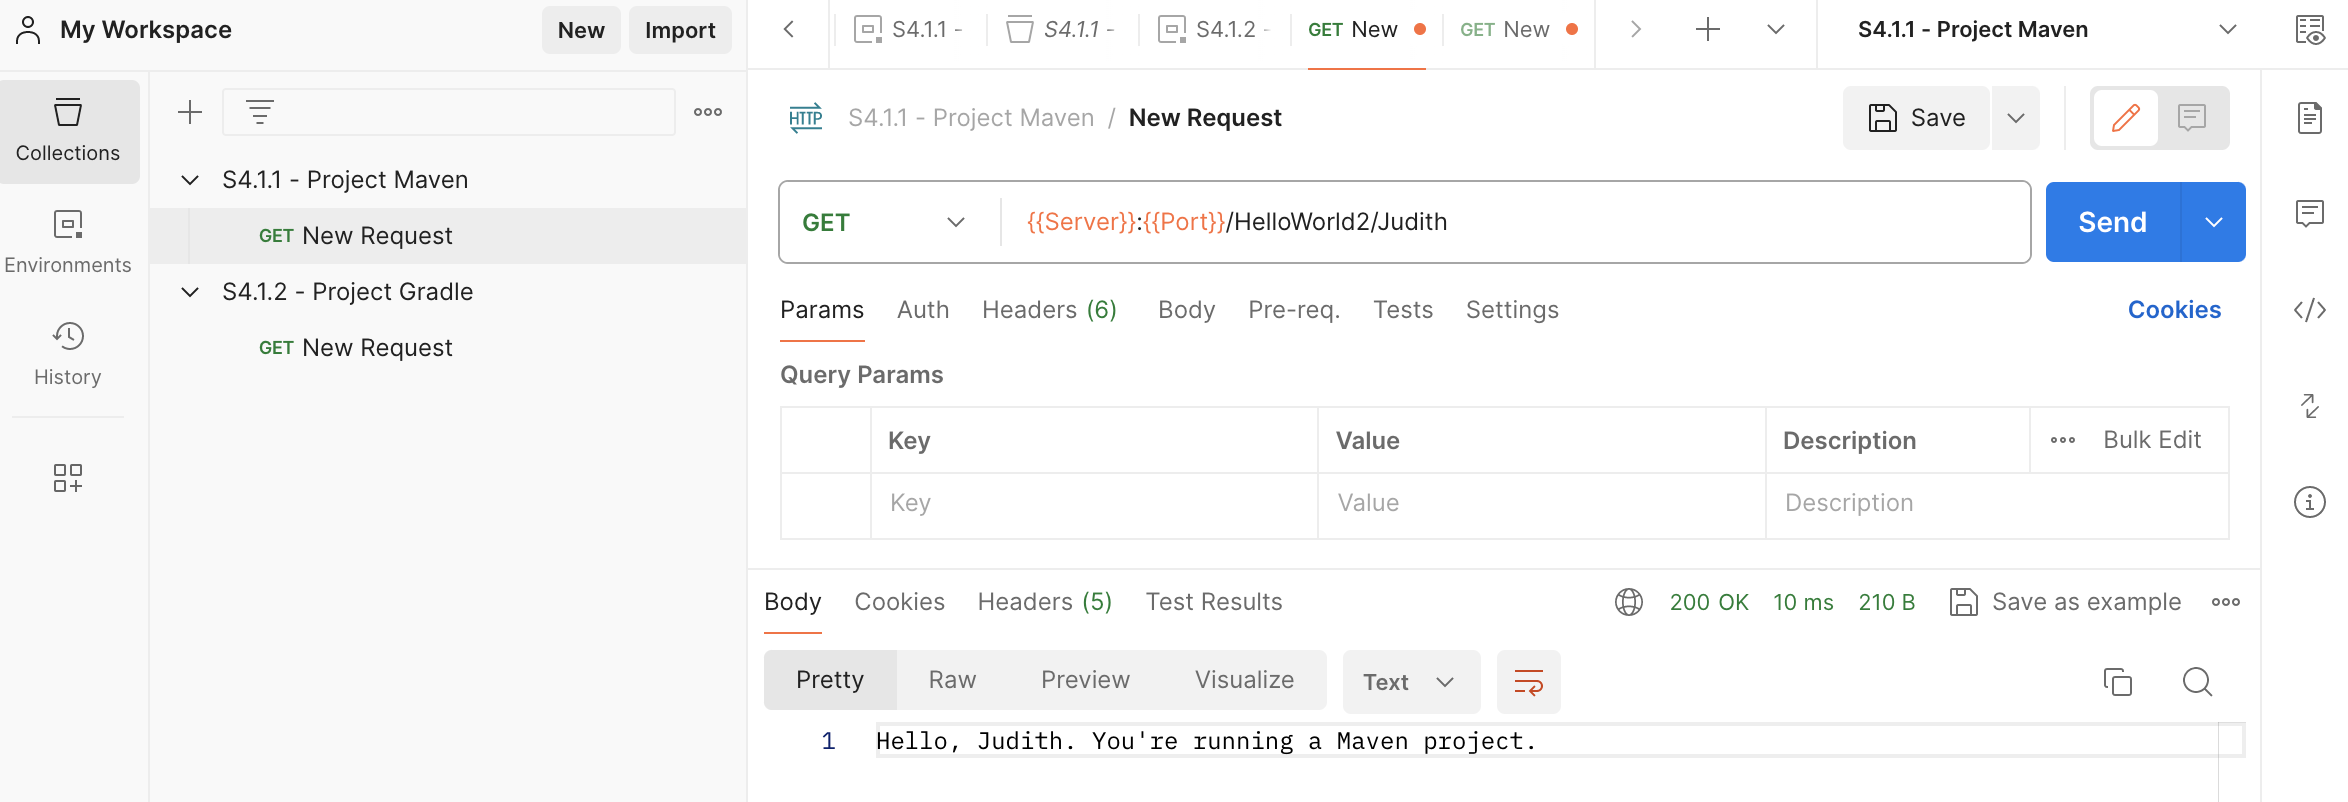 My Workspace
New
Import
S4.1.1 -
S4.1.1 -
S4.1.2 -
GET New
GET New
S4.1.1 - Project Maven
Collections
Environments
History
S4.1.1 - Project Maven
GET New Request
S4.1.2 - Project Gradle
GET New Request
HTTP
S4.1.1 - Project Maven / New Request
Save
GET
{{Server}}:{{Port}}/HelloWorld2/Judith
Send
Params Auth Headers (6) Body Pre-req. Tests Settings
Cookies
Query Params
Key Value Description Bulk Edit
Key Value Description
Body Cookies Headers (5) Test Results
200 OK 10 ms 210 B Save as example
Pretty Raw Preview Visualize Text
1 Hello, Judith. You're running a Maven project.